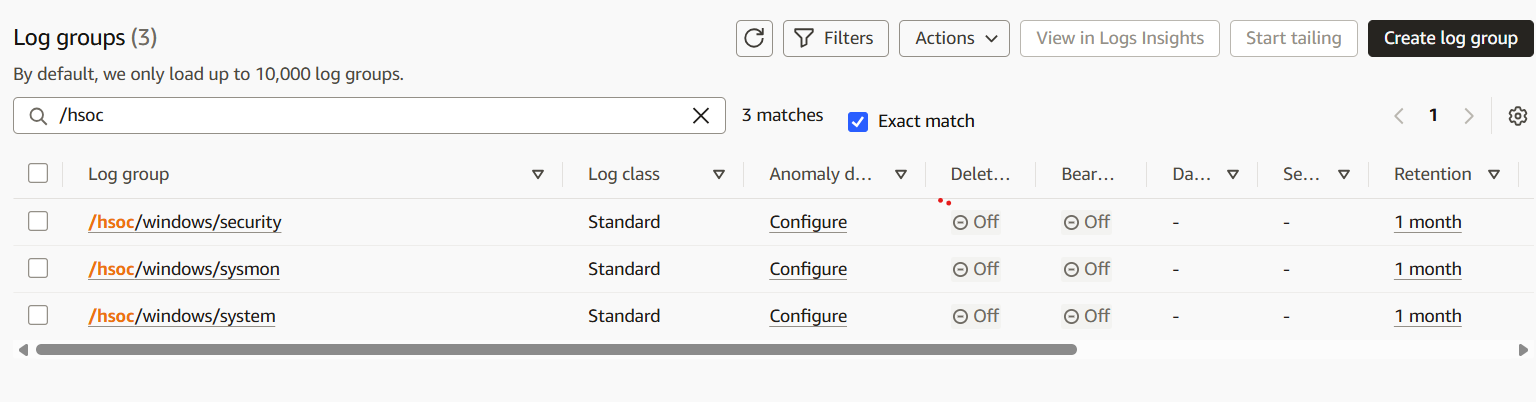 Log groups (3)
Filters
Actions
View in Logs Insights
Start tailing
Create log group
By default, we only load up to 10,000 log groups.
/hsoc
3 matches
Exact match
1
Log group
Log class
Anomaly d...
Delet...
Bear...
Da...
Se...
Retention
/hsoc/windows/security
Standard
Configure
Off
Off
-
-
1 month
/hsoc/windows/sysmon
Standard
Configure
Off
Off
-
-
1 month
/hsoc/windows/system
Standard
Configure
Off
Off
-
-
1 month